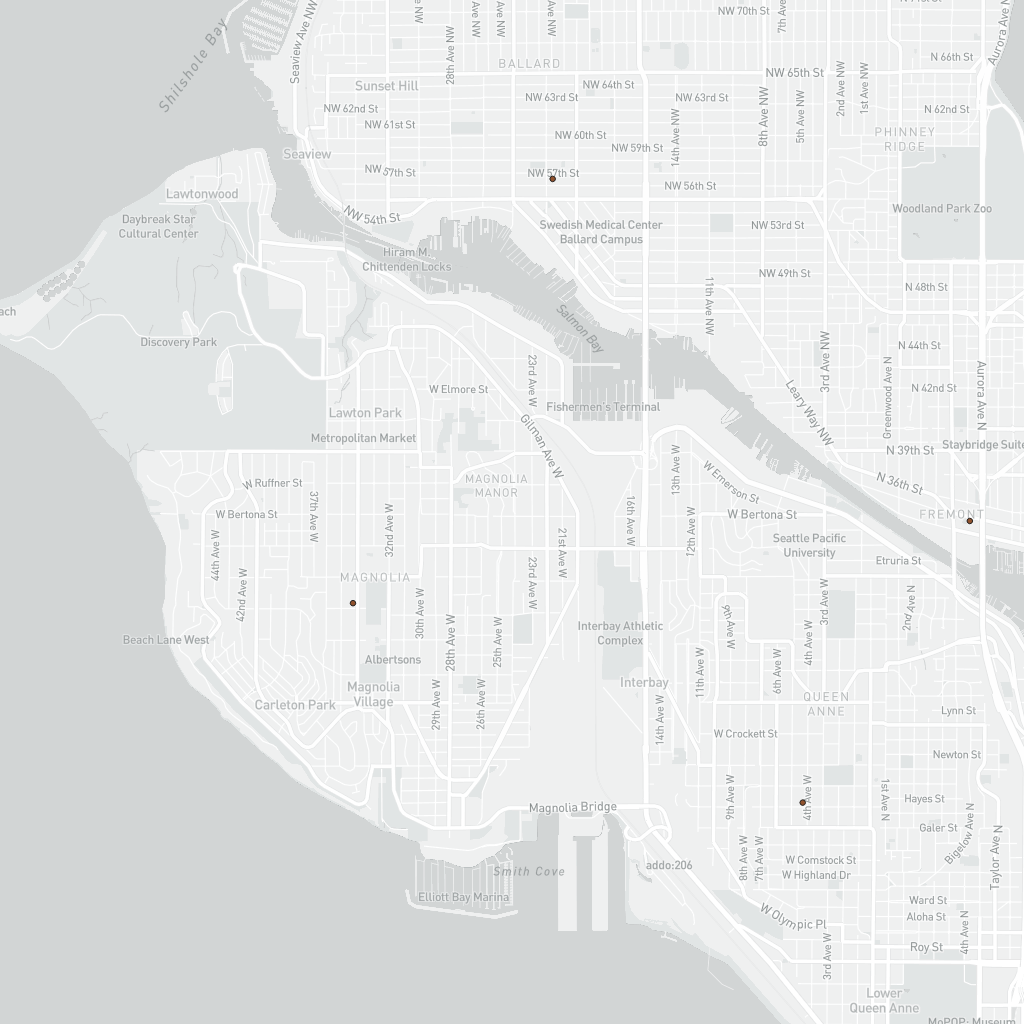 NW 70th St
7th Ave NW
Aurora Ave N
Shilshole Bay
Seaview Ave NW
28th Ave NW
Ave NW
Ave NW
BALLARD
N 66th St
NW 65th St
Sunset Hill
NW 64th St
2nd Ave NW
1st Ave NW
NW 62nd St
NW 63rd St
NW 63rd St
8th Ave NW
5th Ave NW
N 62nd St
NW 61st St
14th Ave NW
NW 60th St
PHINNEY
RIDGE
NW 59th St
Seaview
NW 57th St
NW 57th St
NW 56th St
Lawtonwood
Woodland Park Zoo
NW 54th St
Daybreak Star
Cultural Center
Swedish Medical Center
Ballard Campus
NW 53rd St
Hiram M.
Chittenden Locks
NW 49th St
11th Ave NW
N 48th St
each
Salmon Bay
Discovery Park
N 44th St
3rd Ave NW
23rd Ave W
Greenwood Ave N
Aurora Ave N
W Elmore St
N 42nd St
Leary Way NW
Lawton Park
Fishermen's Terminal
Metropolitan Market
Gilman Ave W
Staybridge Suite
N 39th St
13th Ave W
W Ruffner St
MAGNOLIA
MANOR
W Emerson St
N 36th St
37th Ave W
W Bertona St
32nd Ave W
16th Ave W
12th Ave W
W Bertona St
FREMONT
44th Ave W
21st Ave W
Seattle Pacific
University
Etruria St
MAGNOLIA
42nd Ave W
23rd Ave W
3rd Ave W
2nd Ave N
30th Ave W
9th Ave W
Beach Lane West
28th Ave W
25th Ave W
Interbay Athletic
Complex
4th Ave W
Albertsons
11th Ave W
6th Ave W
Magnolia
Village
Interbay
QUEEN
ANNE
Carleton Park
29th Ave W
26th Ave W
14th Ave W
Lynn St
W Crockett St
Newton St
9th Ave W
4th Ave W
1st Ave N
Hayes St
Magnolia Bridge
Galer St
Bigelow Ave N
Taylor Ave N
8th Ave W
7th Ave W
addo:206
W Comstock St
W Highland Dr
Smith Cove
Elliott Bay Marina
Ward St
W Olympic Pl
Aloha St
4th Ave N
Roy St
3rd Ave W
Lower
Queen Anne
MoPOP: Museum